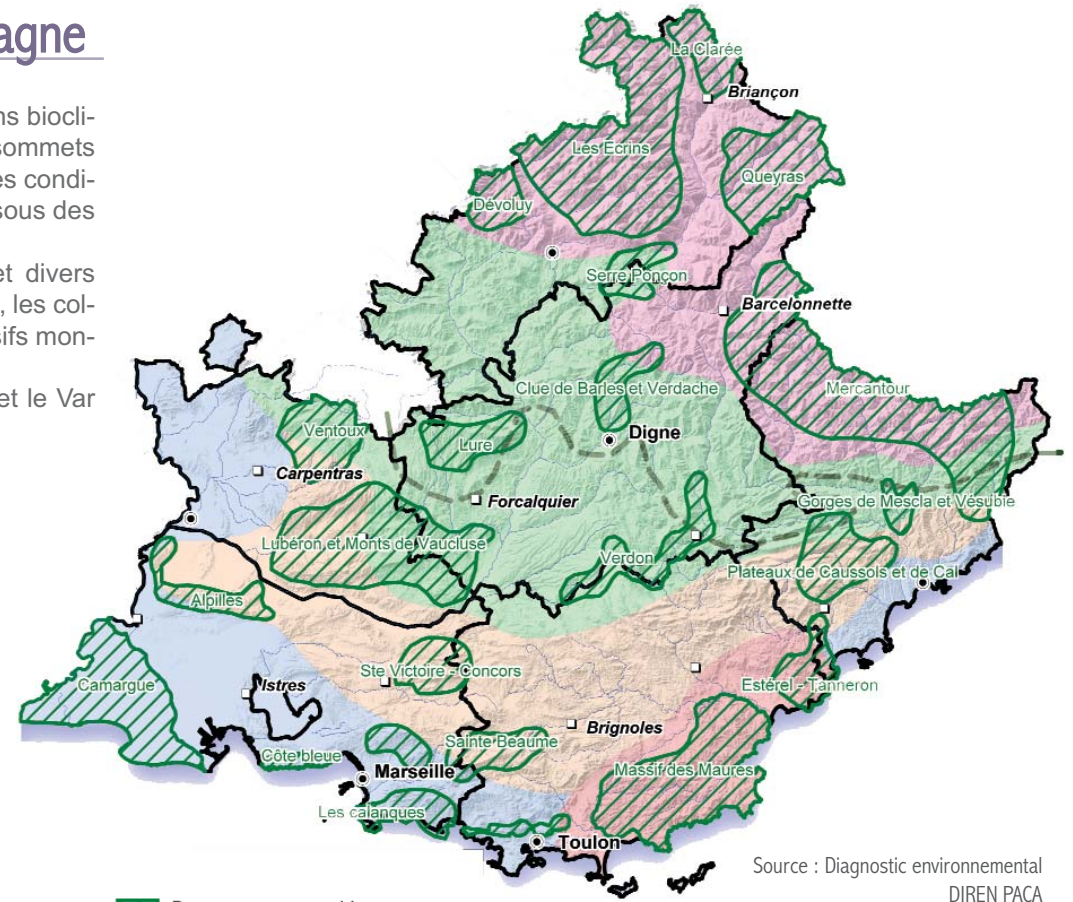 agne
ns biocli-
sommets
es condi-
sous des
et divers
, les col-
sifs mon-
et le Var
La Clarée
Briançon
Les Ecrins
Queyras
Dévoluy
Serre Ponçon
Barcelonnette
Clue de Barles et Verdache
Mercantour
Ventoux
Lure
Digne
Carpentras
Forcalquier
Gorges de Mescla et Vésubie
Lubéron et Monts de Vaucluse
Verdon
Plateaux de Caussols et de Cal
Alpilles
Ste Victoire - Concors
Estérel - Tanneron
Camargue
Istres
Brignoles
Côte bleue
Sainte Beaume
Marseille
Massif des Maures
Les calanques
Toulon
Source : Diagnostic environnemental
DIREN PACA